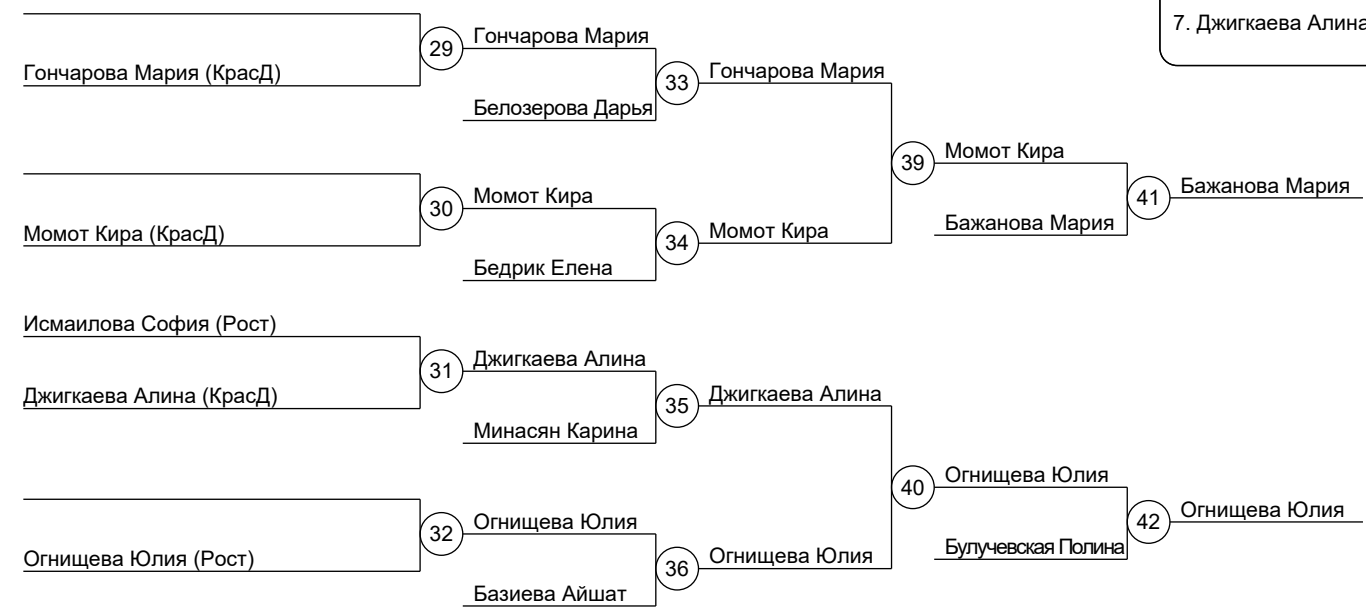 7. Джигкаева Алина
29
Гончарова Мария
Гончарова Мария (КрасД)
33
Гончарова Мария
Белозерова Дарья
39
Момот Кира
30
Момот Кира
41
Бажанова Мария
Момот Кира (КрасД)
34
Момот Кира
Бажанова Мария
Бедрик Елена
Исмаилова София (Рост)
31
Джигкаева Алина
Джигкаева Алина (КрасД)
35
Джигкаева Алина
Минасян Карина
40
Огнищева Юлия
32
Огнищева Юлия
42
Огнищева Юлия
Огнищева Юлия (Рост)
36
Огнищева Юлия
Булучевская Полина
Базиева Айшат